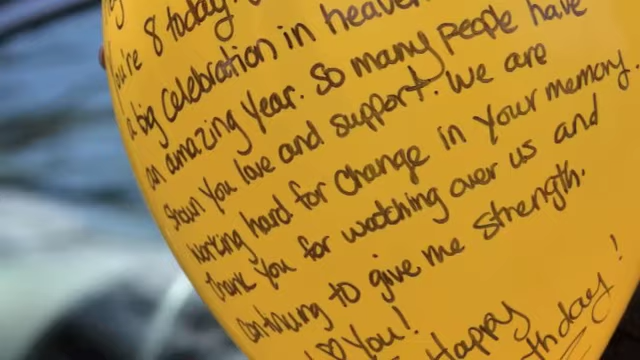 You're 8 today.
a big celebration in heaven
an amazing year. So many people have
shown you love and support. We are
working hard for change in your memory.
thank you for watching over us and
continuing to give me strength.
I ♡ You!
Happy
thday!